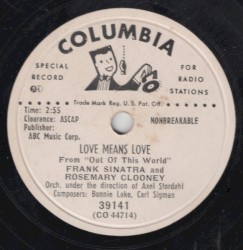 COLUMBIA
SPECIAL
RECORD
FOR
RADIO
STATIONS
Trade Mark Reg. U. S. Pat. Off.
Time: 2:55
Clearance: ASCAP
Publisher:
ABC Music Corp.
NONBREAKABLE
LOVE MEANS LOVE
From "Out Of This World"
FRANK SINATRA and
ROSEMARY CLOONEY
Orch. under the direction of Axel Stordahl
Composers: Bonnie Lake, Carl Sigman
39141
(CO 44714)